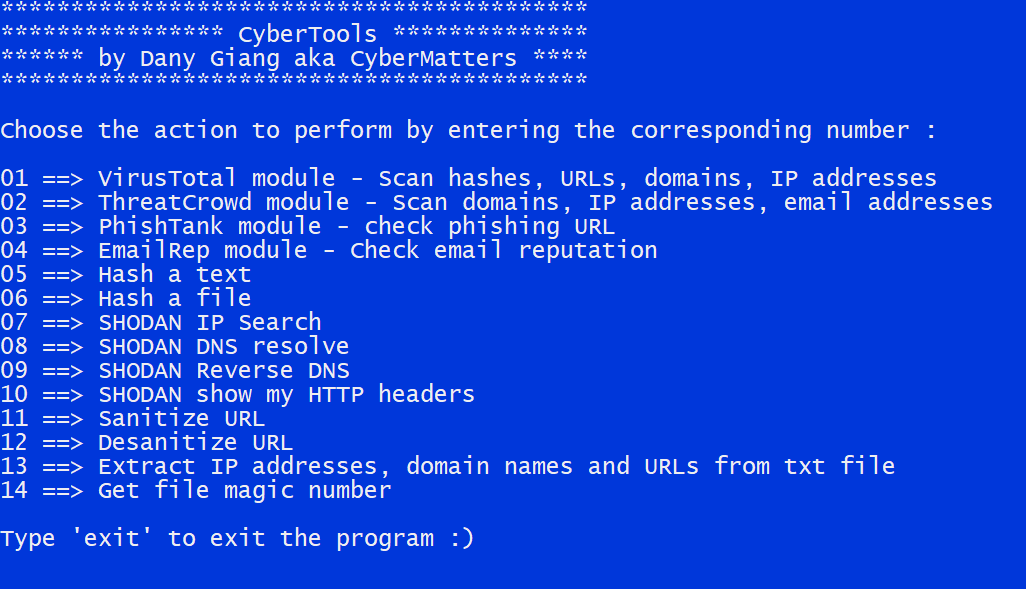 ******************************************
**************** CyberTools **************
****** by Dany Giang aka CyberMatters ****
******************************************
Choose the action to perform by entering the corresponding number :
01 ==> VirusTotal module - Scan hashes, URLs, domains, IP addresses
02 ==> ThreatCrowd module - Scan domains, IP addresses, email addresses
03 ==> PhishTank module - check phishing URL
04 ==> EmailRep module - Check email reputation
05 ==> Hash a text
06 ==> Hash a file
07 ==> SHODAN IP Search
08 ==> SHODAN DNS resolve
09 ==> SHODAN Reverse DNS
10 ==> SHODAN show my HTTP headers
11 ==> Sanitize URL
12 ==> Desanitize URL
13 ==> Extract IP addresses, domain names and URLs from txt file
14 ==> Get file magic number
Type 'exit' to exit the program :)